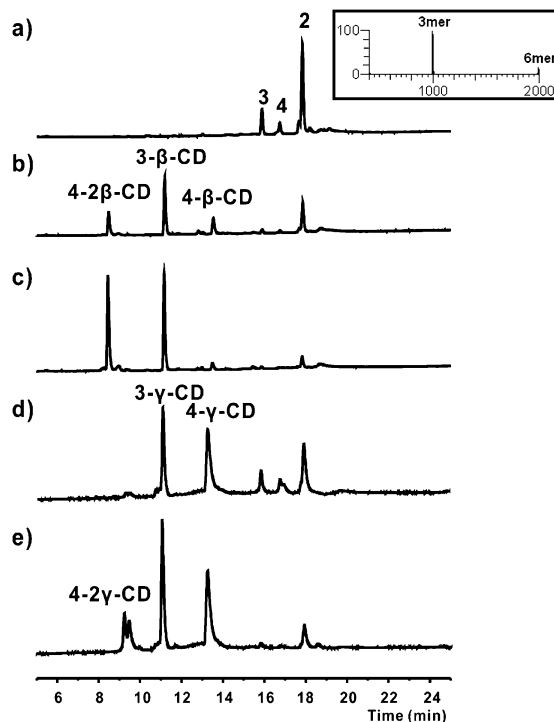 a)
3
4
2
100
0
3mer
6mer
1000
2000
b)
4-2β-CD
3-β-CD
4-β-CD
c)
d)
3-γ-CD
4-γ-CD
e)
4-2γ-CD
6 8 10 12 14 16 18 20 22 24
Time (min)